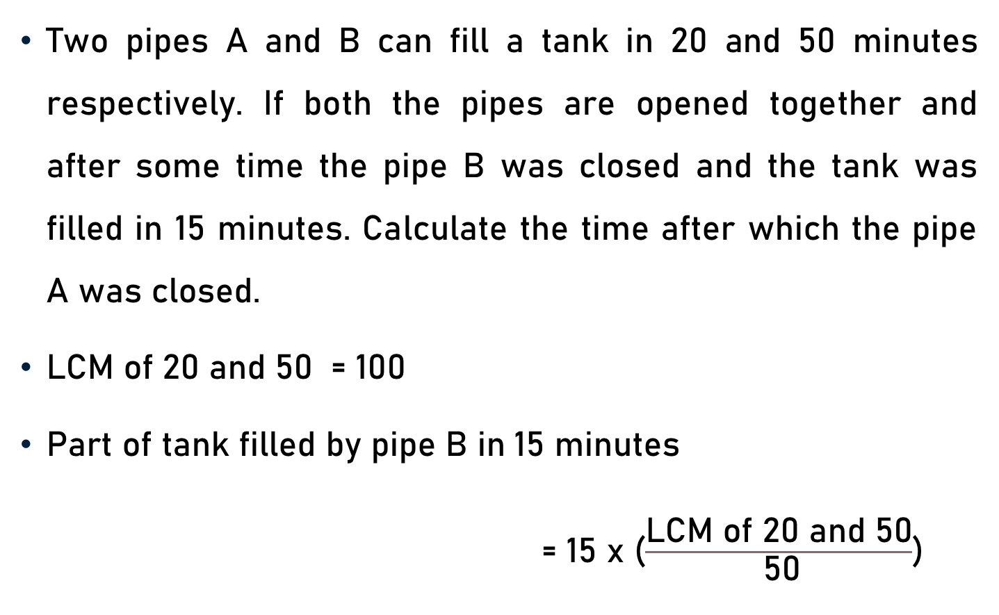 • Two pipes A and B can fill a tank in 20 and 50 minutes
respectively. If both the pipes are opened together and
after some time the pipe B was closed and the tank was
filled in 15 minutes. Calculate the time after which the pipe
A was closed.
• LCM of 20 and 50 = 100
• Part of tank filled by pipe B in 15 minutes
= 15 x (LCM of 20 and 50/50)